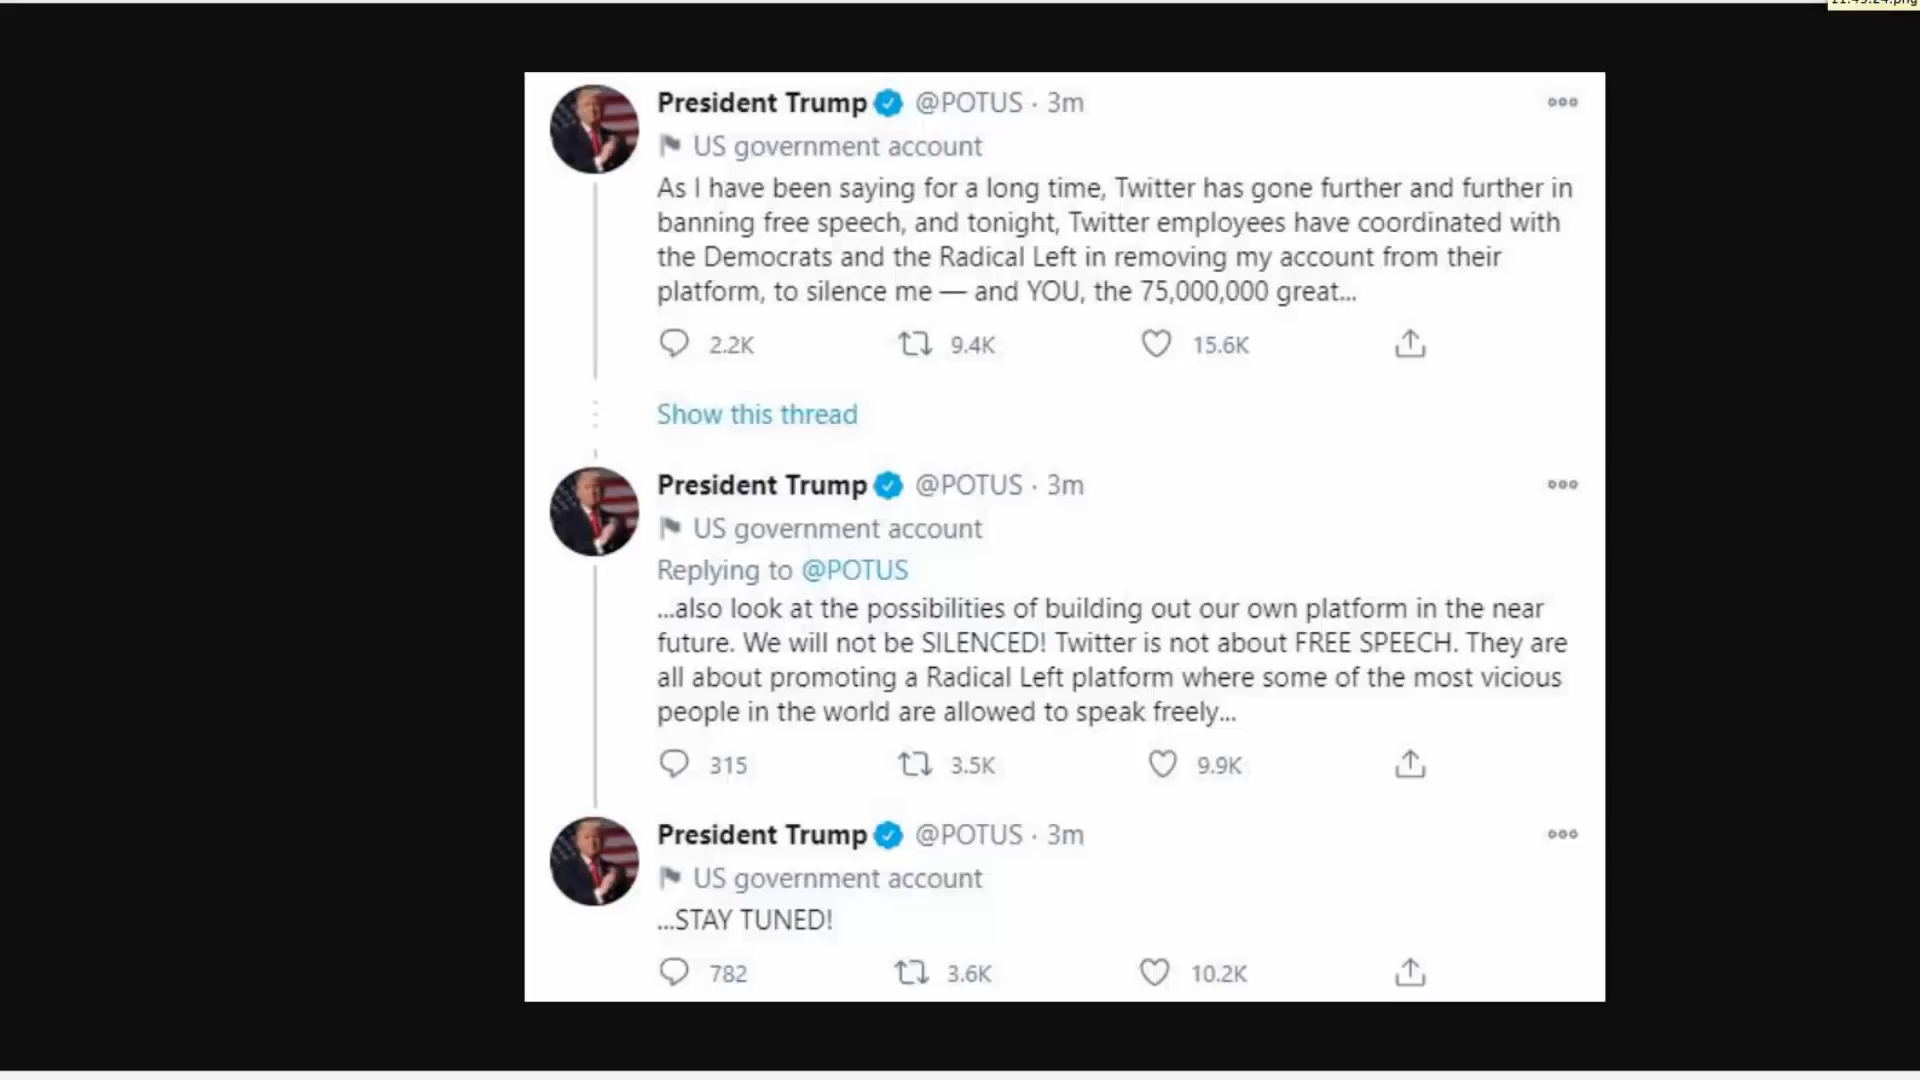 President Trump @POTUS · 3m
US government account
As I have been saying for a long time, Twitter has gone further and further in
banning free speech, and tonight, Twitter employees have coordinated with
the Democrats and the Radical Left in removing my account from their
platform, to silence me — and YOU, the 75,000,000 great...
2.2K 9.4K 15.6K
Show this thread
President Trump @POTUS · 3m
US government account
Replying to @POTUS
...also look at the possibilities of building out our own platform in the near
future. We will not be SILENCED! Twitter is not about FREE SPEECH. They are
all about promoting a Radical Left platform where some of the most vicious
people in the world are allowed to speak freely...
315 3.5K 9.9K
President Trump @POTUS · 3m
US government account
...STAY TUNED!
782 3.6K 10.2K